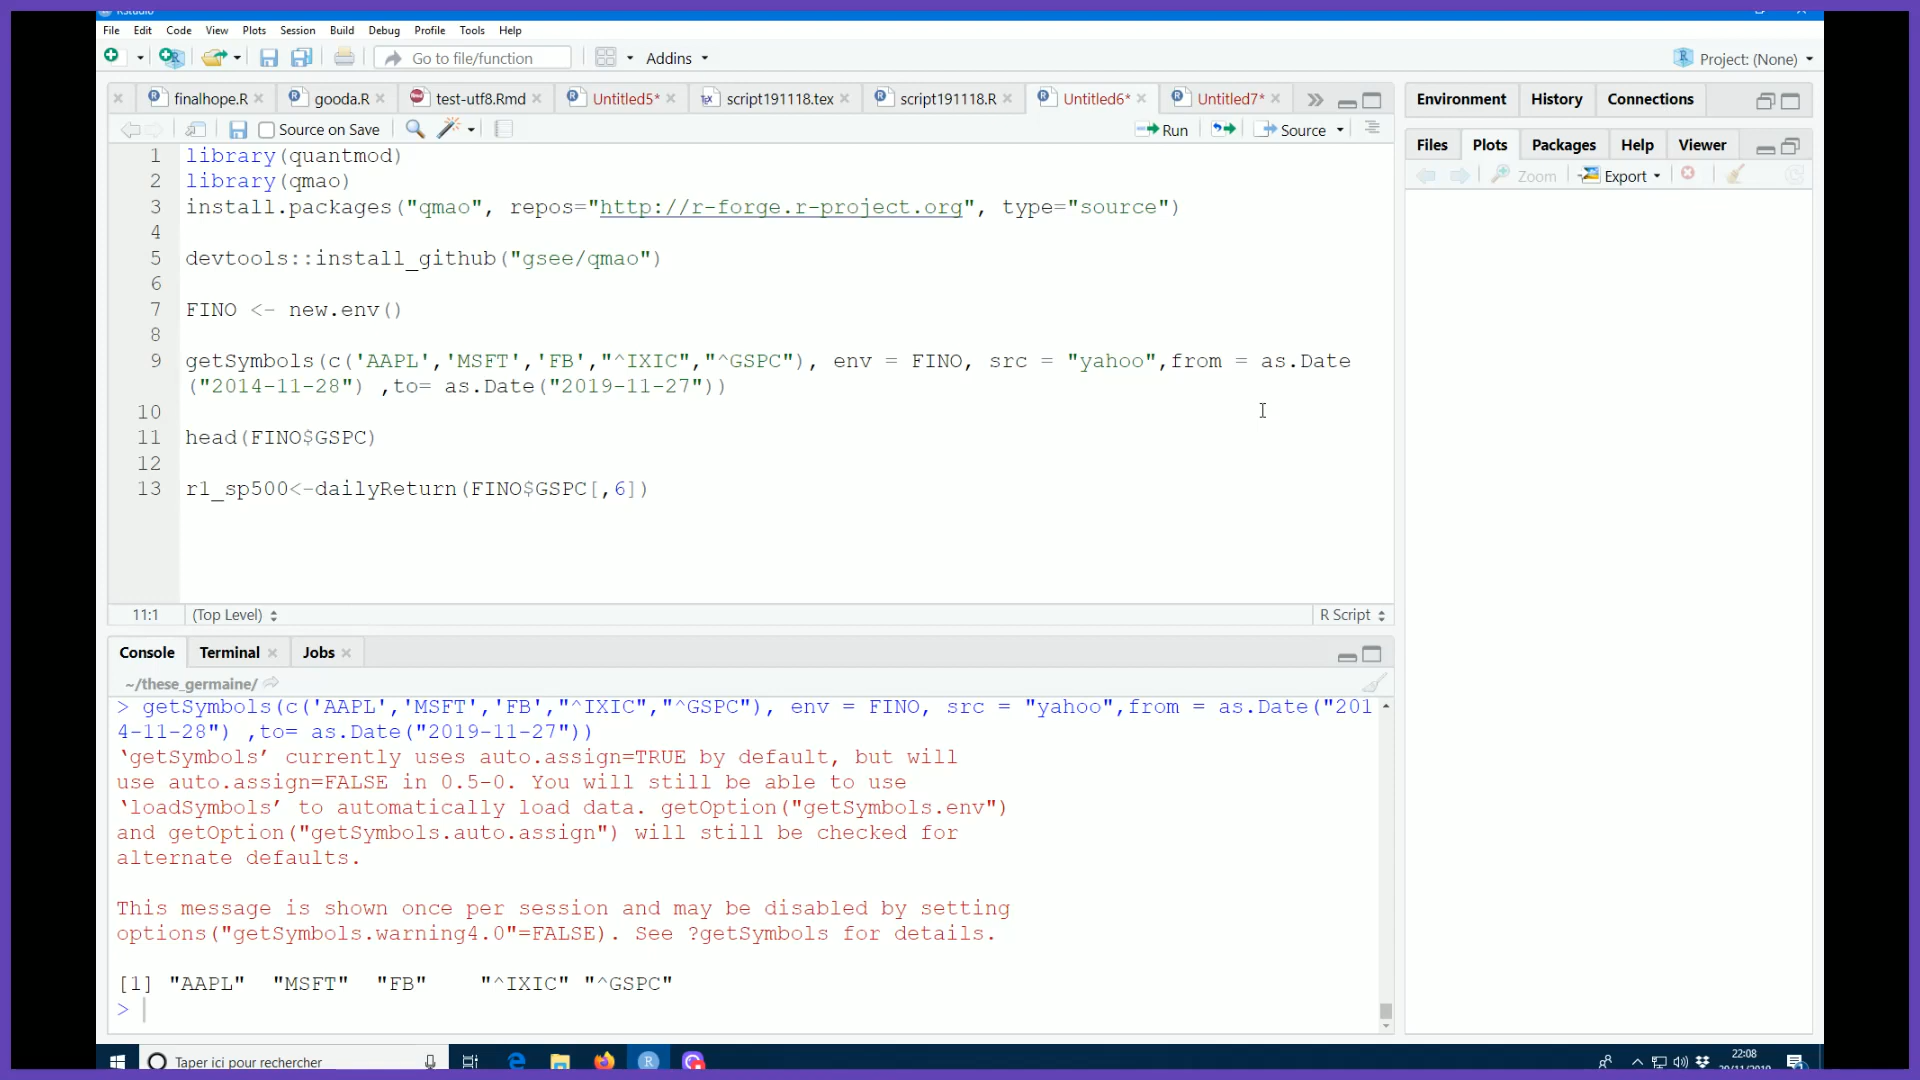 RStudio
File Edit Code View Plots Session Build Debug Profile Tools Help
Go to file/function Addins Project: (None)
finalhope.R gooda.R test-utf8.Rmd Untitled5* script191118.tex script191118.R Untitled6* Untitled7*
Source on Save Run Source
1 library(quantmod)
2 library(qmao)
3 install.packages("qmao", repos="http://r-forge.r-project.org", type="source")
4
5 devtools::install_github("gsee/qmao")
6
7 FINO <- new.env()
8
9 getSymbols(c('AAPL','MSFT','FB',"^IXIC","^GSPC"), env = FINO, src = "yahoo",from = as.Date
("2014-11-28") ,to= as.Date("2019-11-27"))
10
11 head(FINO$GSPC)
12
13 r1_sp500<-dailyReturn(FINO$GSPC[,6])
11:1 (Top Level) R Script
Console Terminal Jobs
~/these_germaine/
> getSymbols(c('AAPL','MSFT','FB',"^IXIC","^GSPC"), env = FINO, src = "yahoo",from = as.Date("201
4-11-28") ,to= as.Date("2019-11-27"))
‘getSymbols’ currently uses auto.assign=TRUE by default, but will
use auto.assign=FALSE in 0.5-0. You will still be able to use
‘loadSymbols’ to automatically load data. getOption("getSymbols.env")
and getOption("getSymbols.auto.assign") will still be checked for
alternate defaults.
This message is shown once per session and may be disabled by setting
options("getSymbols.warning4.0"=FALSE). See ?getSymbols for details.
[1] "AAPL" "MSFT" "FB" "^IXIC" "^GSPC"
>
Environment History Connections
Files Plots Packages Help Viewer
Zoom Export
Taper ici pour rechercher
22:08